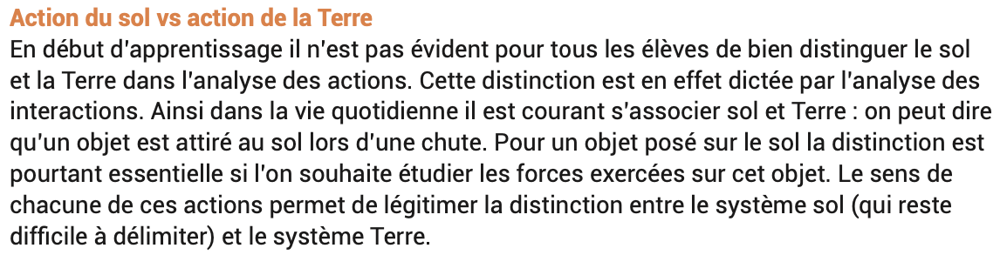 Action du sol vs action de la Terre
En début d'apprentissage il n'est pas évident pour tous les élèves de bien distinguer le sol
et la Terre dans l'analyse des actions. Cette distinction est en effet dictée par l'analyse des
interactions. Ainsi dans la vie quotidienne il est courant s'associer sol et Terre : on peut dire
qu'un objet est attiré au sol lors d'une chute. Pour un objet posé sur le sol la distinction est
pourtant essentielle si l'on souhaite étudier les forces exercées sur cet objet. Le sens de
chacune de ces actions permet de légitimer la distinction entre le système sol (qui reste
difficile à délimiter) et le système Terre.